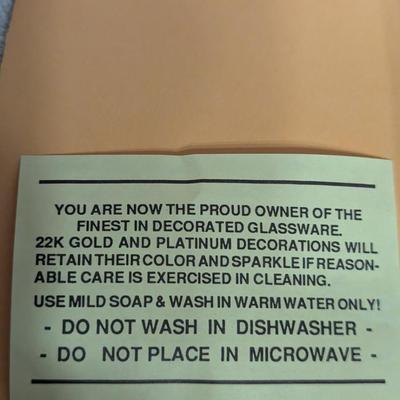 YOU ARE NOW THE PROUD OWNER OF THE
FINEST IN DECORATED GLASSWARE.
22K GOLD AND PLATINUM DECORATIONS WILL
RETAIN THEIR COLOR AND SPARKLE IF REASON-
ABLE CARE IS EXERCISED IN CLEANING.
USE MILD SOAP & WASH IN WARM WATER ONLY!
- DO NOT WASH IN DISHWASHER -
- DO NOT PLACE IN MICROWAVE -